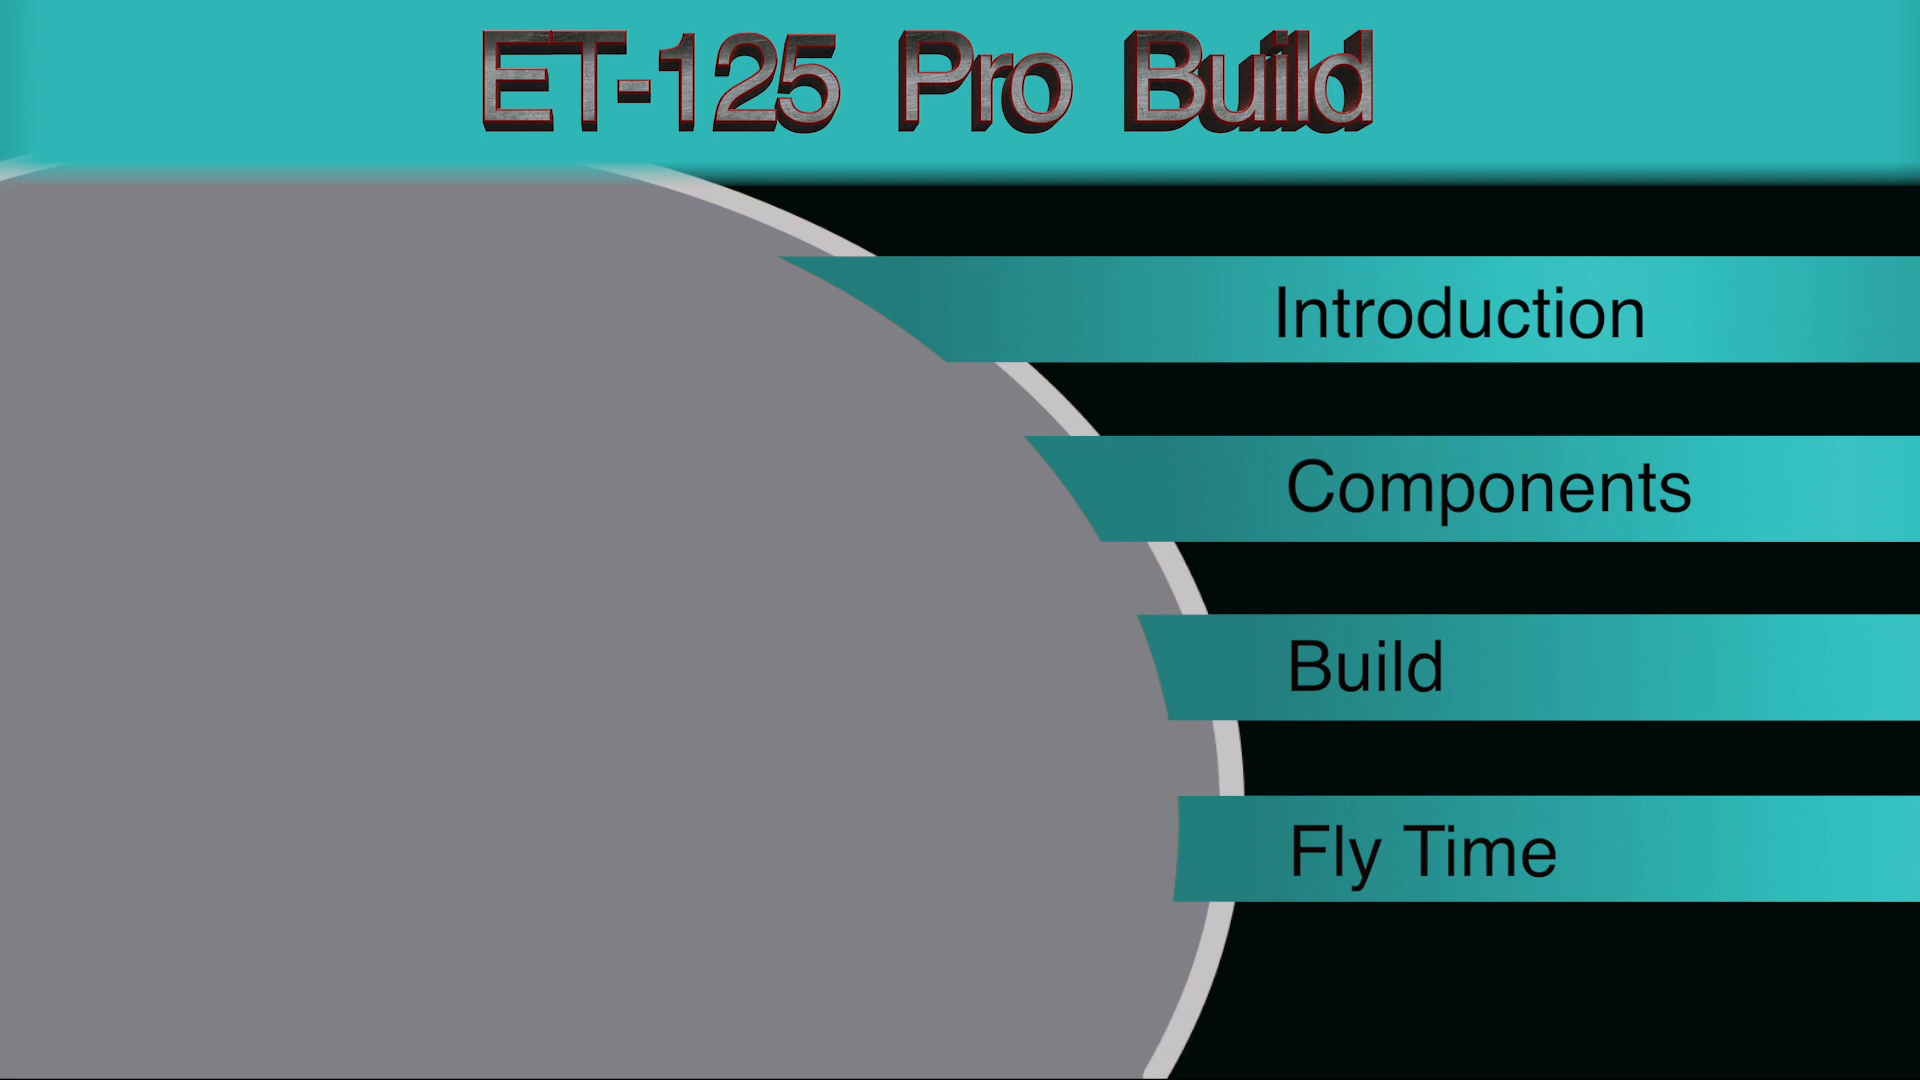 ET-125 Pro Build
Introduction
Components
Build
Fly Time